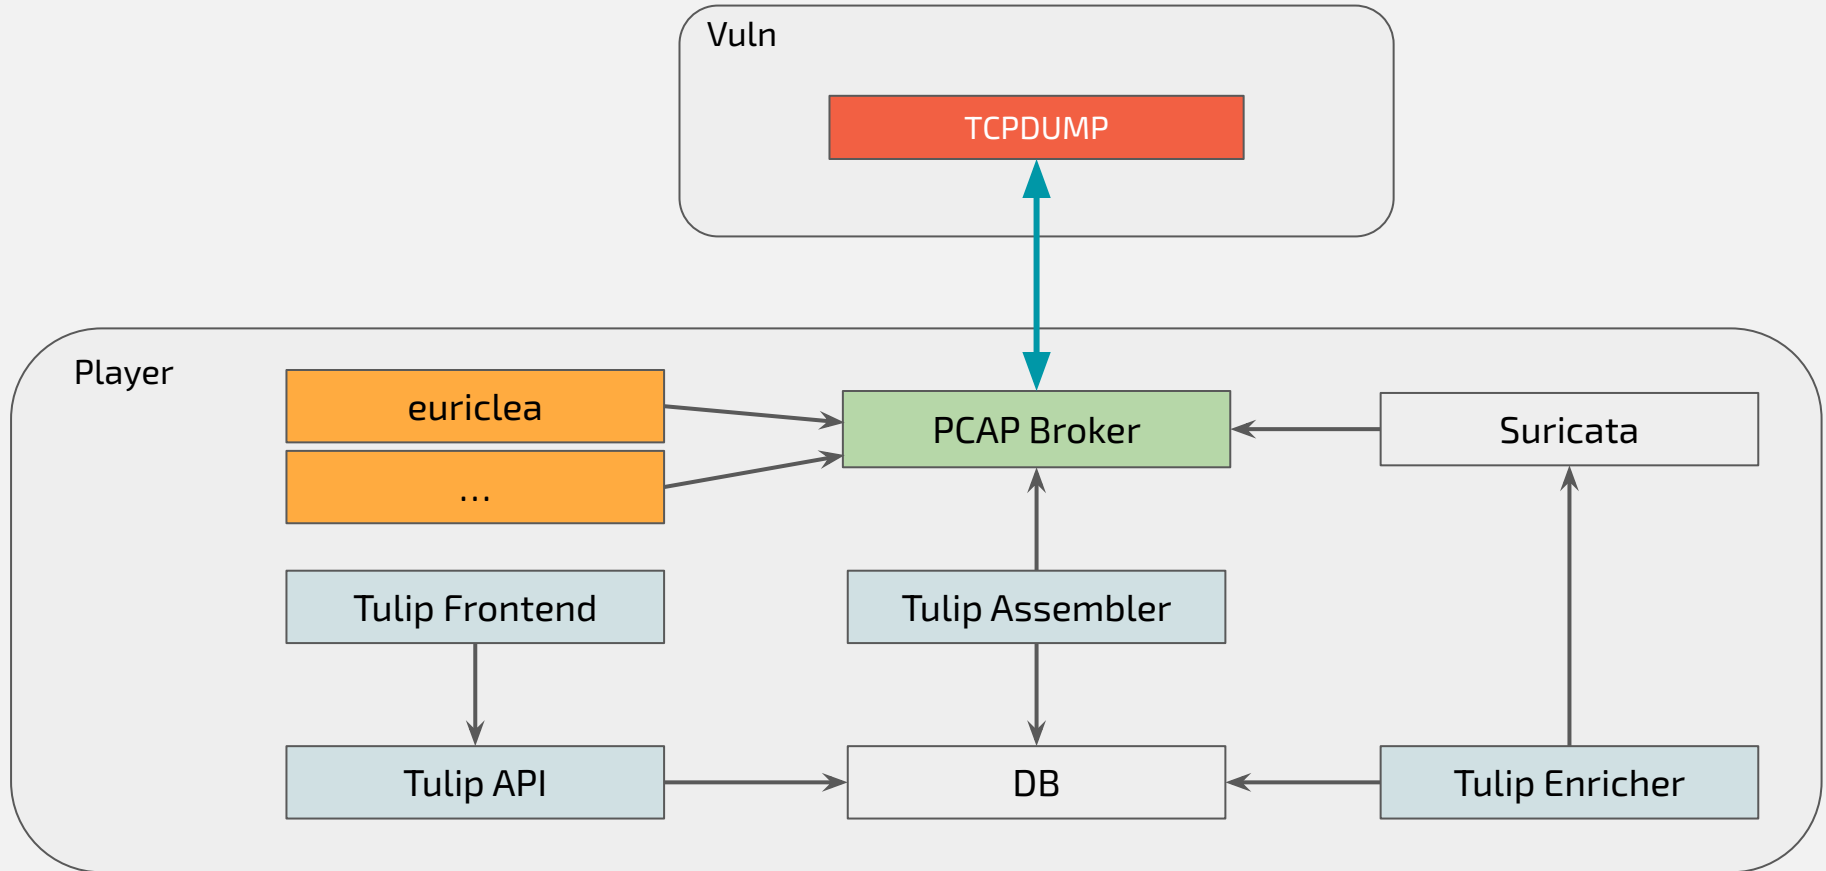 Vuln
TCPDUMP
Player
euriclea
PCAP Broker
Suricata
...
Tulip Frontend
Tulip Assembler
Tulip API
DB
Tulip Enricher